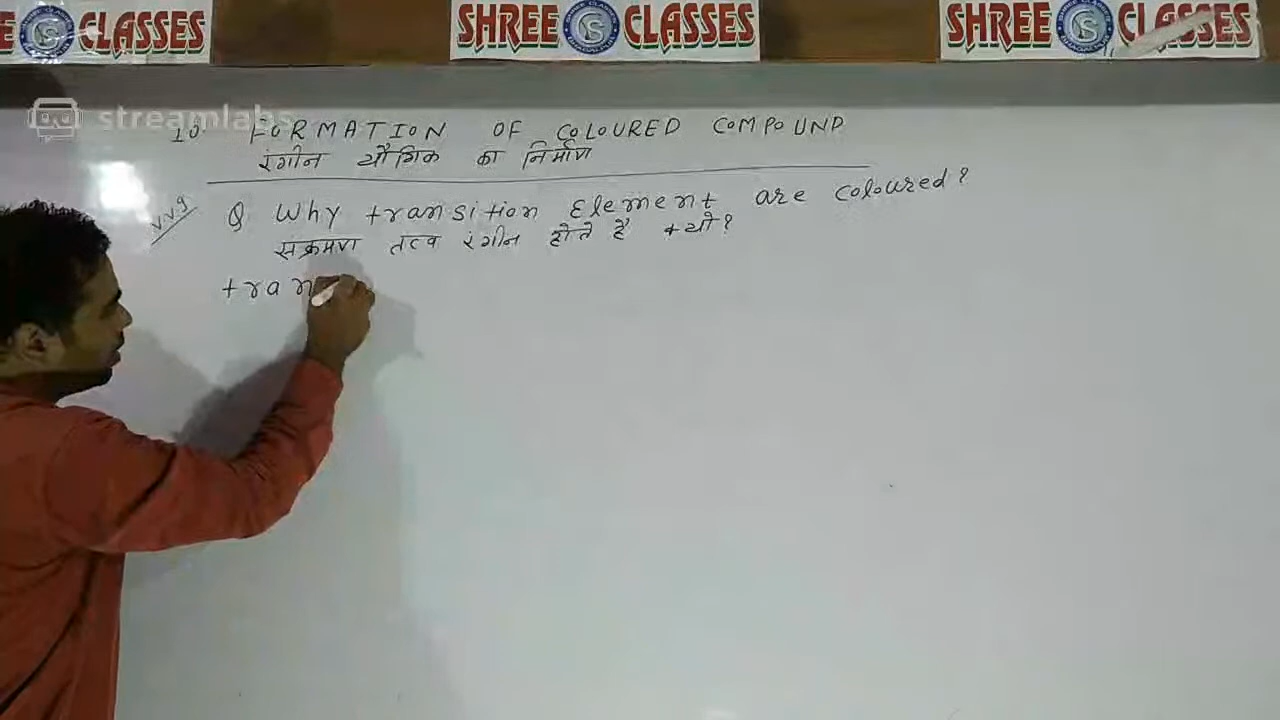 SHREE CLASSES
SHREE CLASSES
CLASSES
streamlabs
10. FORMATION OF COLOURED COMPOUND
रंगीन यौगिक का निर्माण
VVI Q Why transition Element are coloured?
संक्रमण तत्व रंगीन होते हैं क्यों?
tran